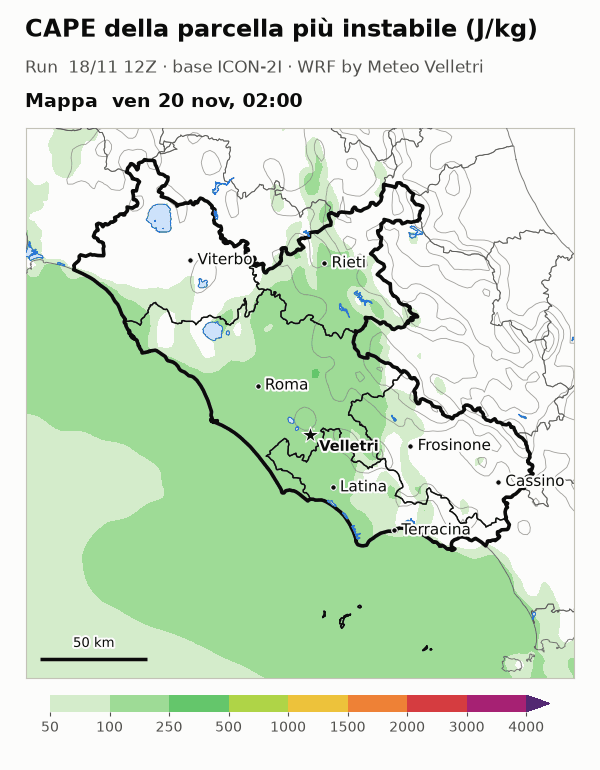 CAPE della parcella più instabile (J/kg)
Run  18/11 12Z · base ICON-2I · WRF by Meteo Velletri
Mappa  ven 20 nov, 02:00
Viterbo
Rieti
Roma
Velletri
Frosinone
Latina
Cassino
Terracina
50 km
50 100 250 500 1000 1500 2000 3000 4000